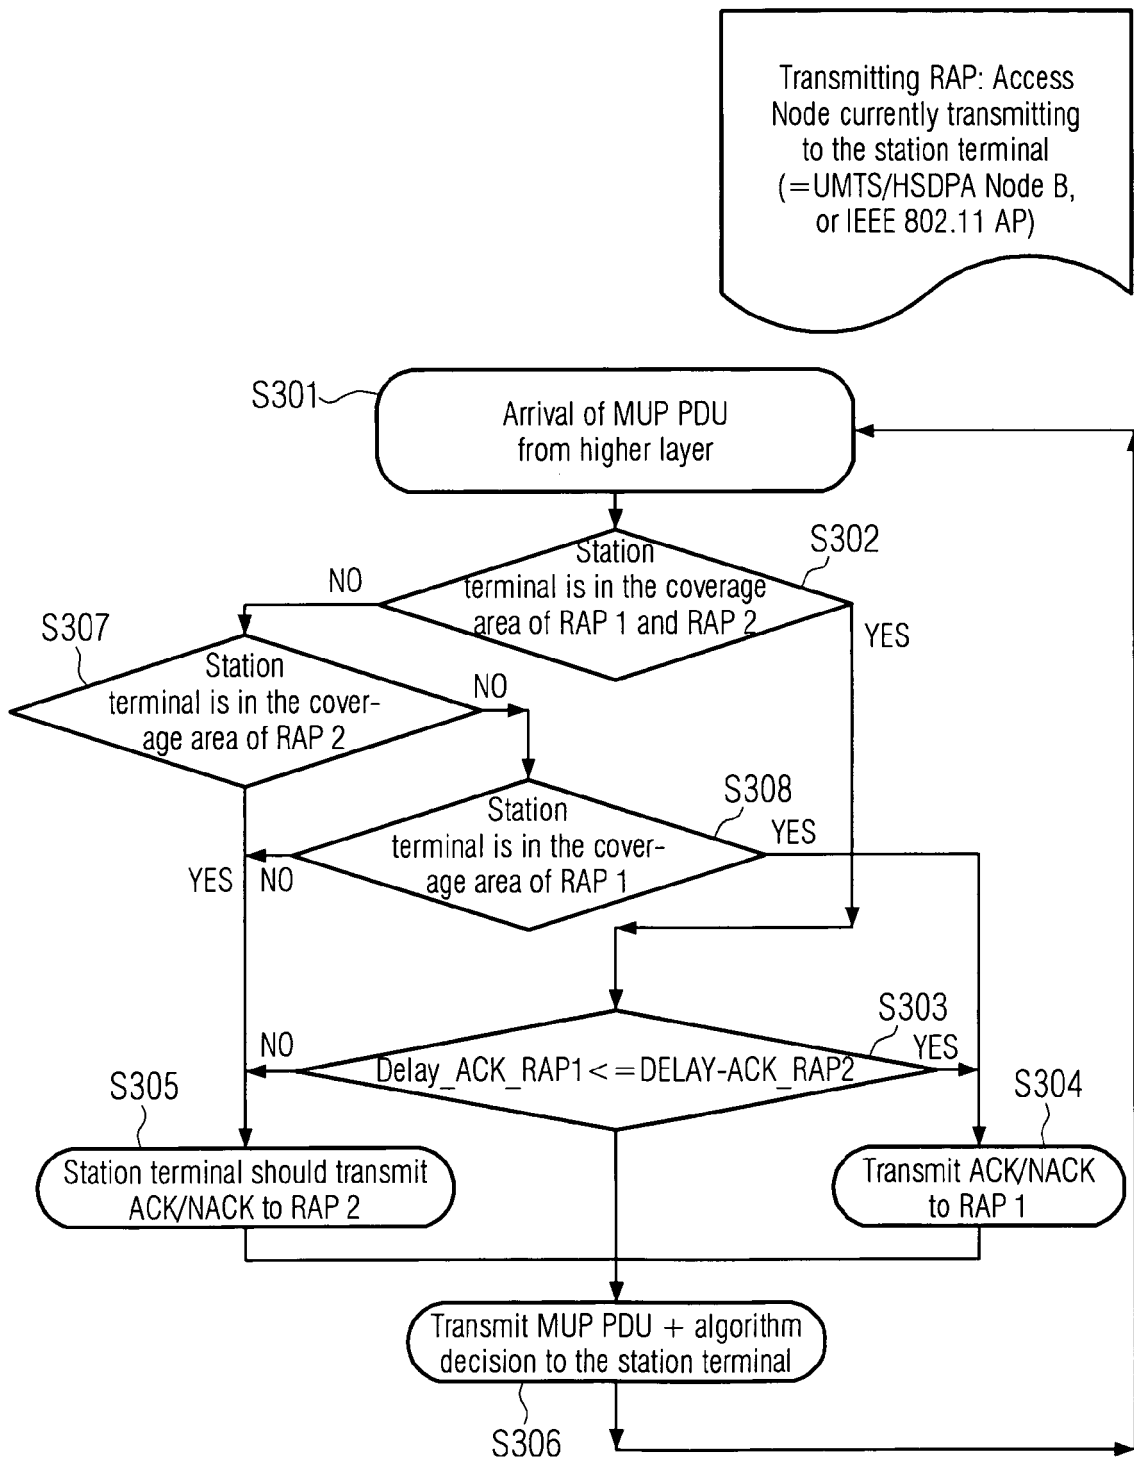 Transmitting RAP: Access
Node currently transmitting
to the station terminal
(=UMTS/HSDPA Node B,
or IEEE 802.11 AP)
S301
Arrival of MUP PDU
from higher layer
S302
Station
terminal is in the coverage
area of RAP 1 and RAP 2
NO
YES
S307
Station
terminal is in the cover-
age area of RAP 2
NO
S308
Station
terminal is in the cover-
age area of RAP 1
YES
YES
NO
S303
Delay_ACK_RAP1<=DELAY-ACK_RAP2
NO
YES
S305
Station terminal should transmit
ACK/NACK to RAP 2
S304
Transmit ACK/NACK
to RAP 1
Transmit MUP PDU + algorithm
decision to the station terminal
S306